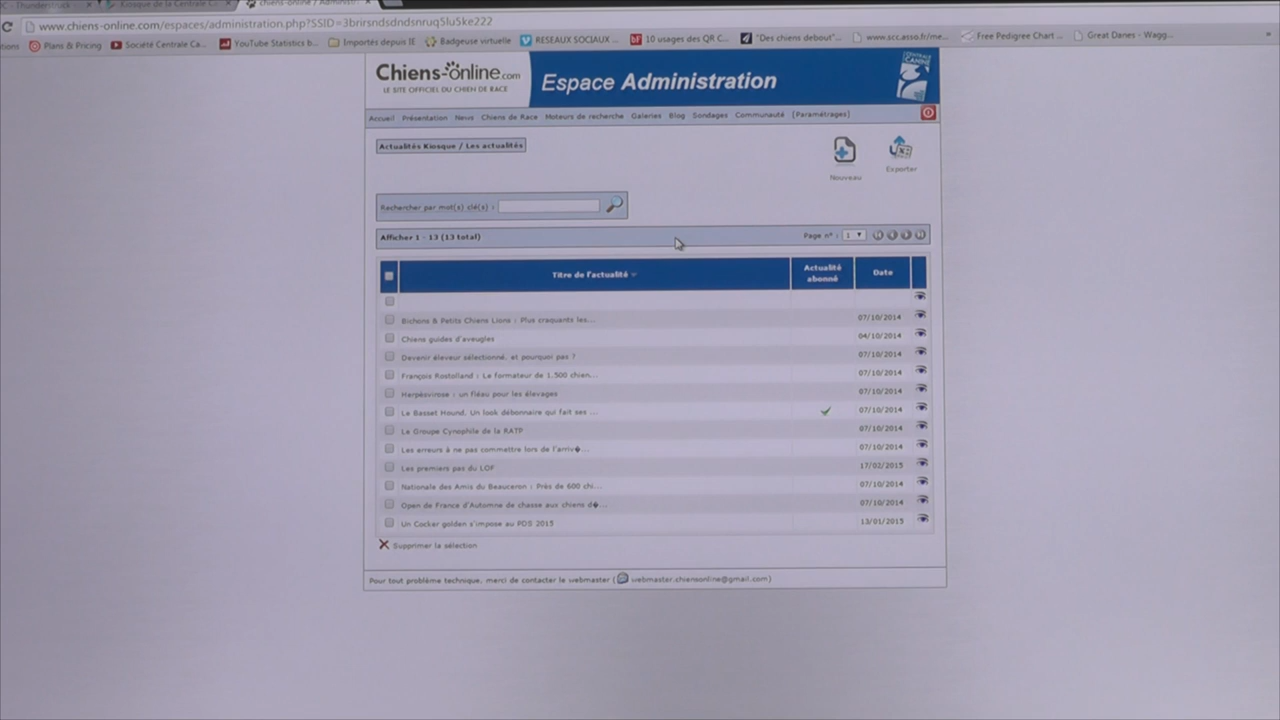 Thunderstruck
Kiosque de la Centrale C...
chiens-online / Administr...
www.chiens-online.com/espaces/administration.php?SSID=3brirsndsdndsnruq5lu5ke222
Plans & Pricing
Société Centrale Ca...
YouTube Statistics b...
Importés depuis IE
Badgeuse virtuelle
RESEAUX SOCIAUX ...
10 usages des QR C...
"Des chiens debout"...
www.scc.asso.fr/me...
Free Pedigree Chart ...
Great Danes - Wagg...
»
Chiens-online.com
LE SITE OFFICIEL DU CHIEN DE RACE
Espace Administration
CENTRALE CANINE
Accueil Présentation News Chiens de Race Moteurs de recherche Galeries Blog Sondages Communauté [Paramétrages]
Actualités Kiosque / Les actualités
Nouveau
Exporter
Rechercher par mot(s) clé(s) :
Afficher 1 - 13 (13 total)
Page n° : 1
Titre de l'actualité
Actualité abonné
Date
Bichons & Petits Chiens Lions : Plus craquants les... 07/10/2014
Chiens guides d'aveugles 04/10/2014
Devenir éleveur sélectionné, et pourquoi pas ? 07/10/2014
François Rostolland : Le formateur de 1.500 chien... 07/10/2014
Herpèsvirose : un fléau pour les élevages 07/10/2014
Le Basset Hound, Un look débonnaire qui fait ses ... 07/10/2014
Le Groupe Cynophile de la RATP 07/10/2014
Les erreurs à ne pas commettre lors de l'arriv�... 07/10/2014
Les premiers pas du LOF 17/02/2015
Nationale des Amis du Beauceron : Près de 600 chi... 07/10/2014
Open de France d'Automne de chasse aux chiens d�... 07/10/2014
Un Cocker golden s'impose au PDS 2015 13/01/2015
Supprimer la sélection
Pour tout problème technique, merci de contacter le webmaster ( webmaster.chiensonline@gmail.com)